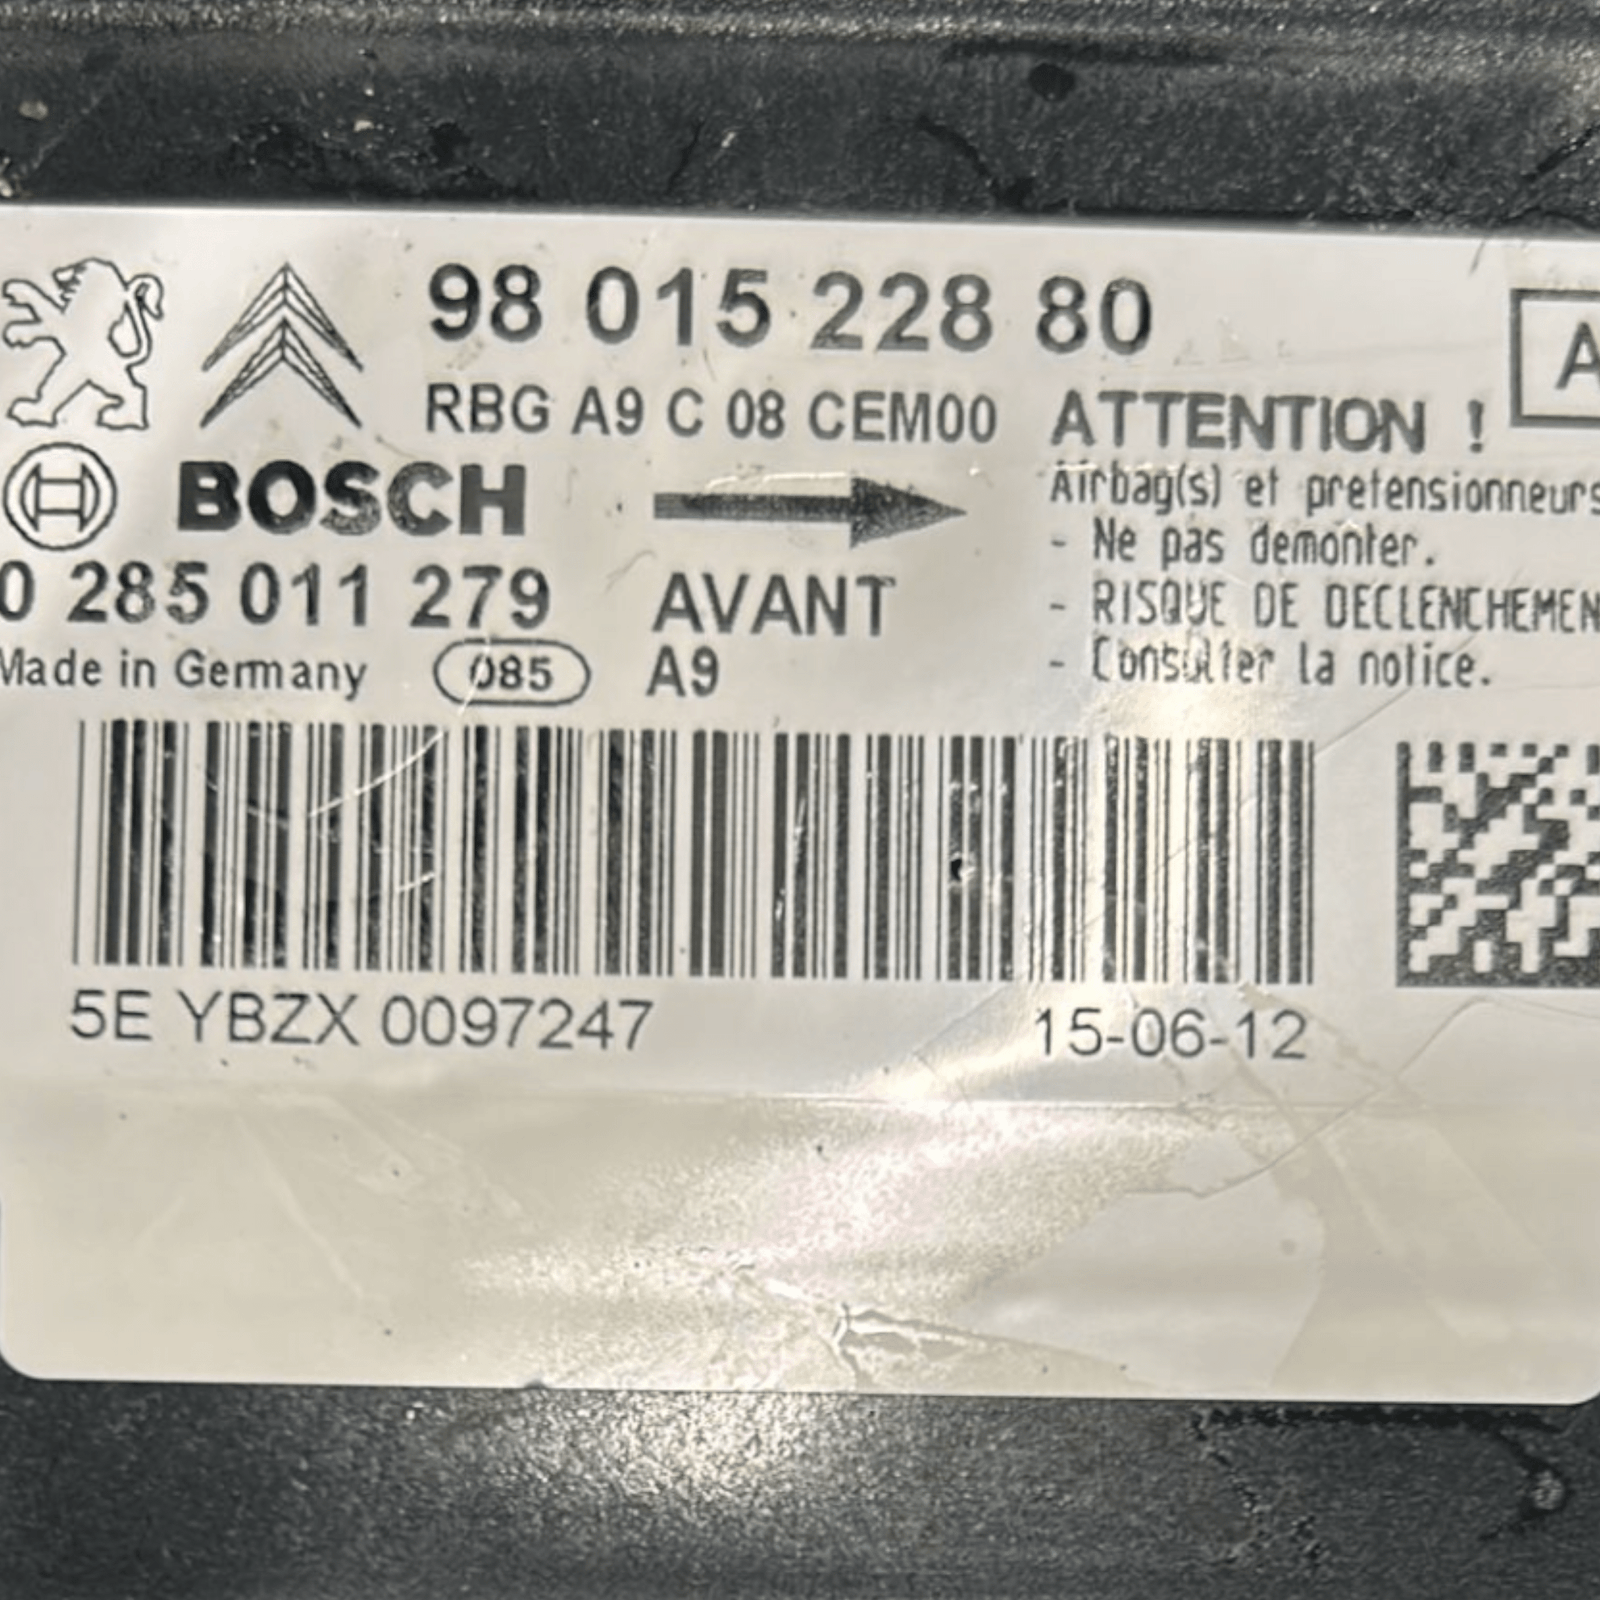 98 015 228 80
A
RBG A9 C 08 CEM00
ATTENTION !
BOSCH
Airbag(s) et pretensionneurs
- Ne pas demonter.
0 285 011 279
AVANT
- RISQUE DE DECLENCHEMEN
Made in Germany
085
A9
- Consulter la notice.
5E YBZX 0097247
15-06-12